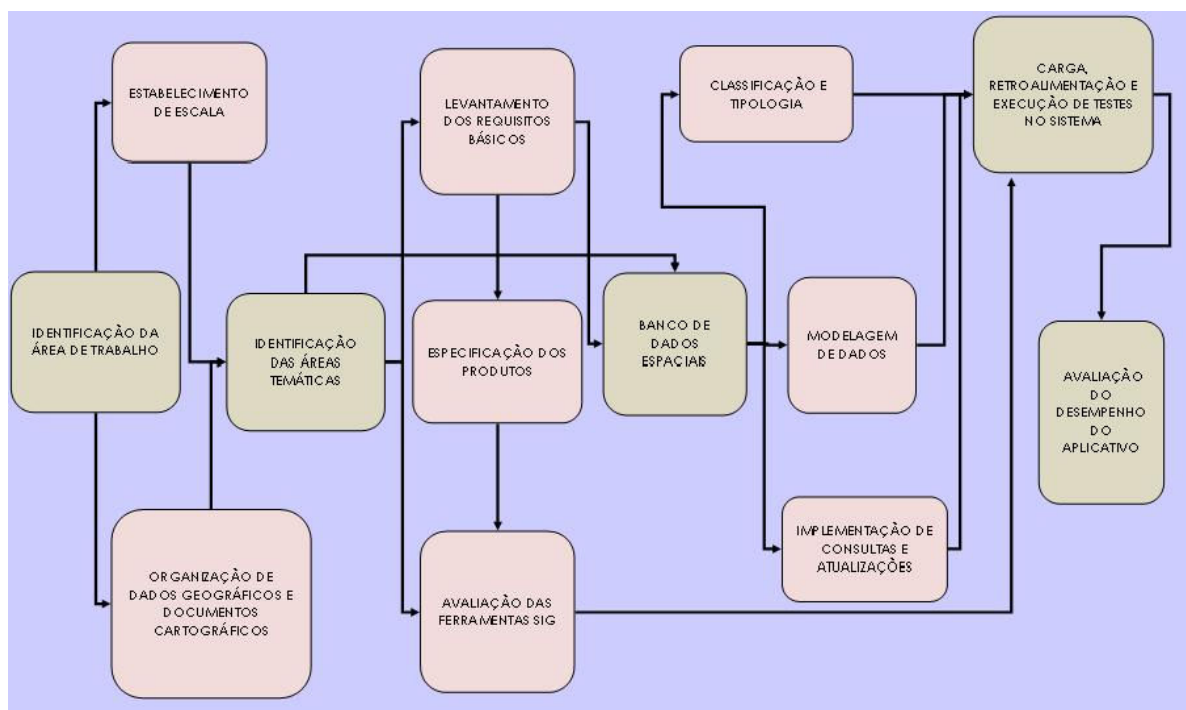 ESTABELECIMENTO
DE ESCALA
IDENTIFICAÇÃO DA
ÁREA DE TRABALHO
ORGANIZAÇÃO DE
DADOS GEOGRÁFICOS E
DOCUMENTOS
CARTOGRÁFICOS
IDENTIFICAÇÃO
DAS ÁREAS
TEMÁTICAS
LEVANTAMENTO
DOS REQUISITOS
BÁSICOS
ESPECIFICAÇÃO DOS
PRODUTOS
AVALIAÇÃO DAS
FERRAMENTAS SIG
BANCO DE
DADOS
ESPACIAIS
CLASSIFICAÇÃO E
TIPOLOGIA
MODELAGEM
DE DADOS
IMPLEMENTAÇÃO DE
CONSULTAS E
ATUALIZAÇÕES
CARGA,
RETROALIMENTAÇÃO E
EXECUÇÃO DE TESTES
NO SISTEMA
AVALIAÇÃO
DO
DESEMPENHO
DO
APLICATIVO